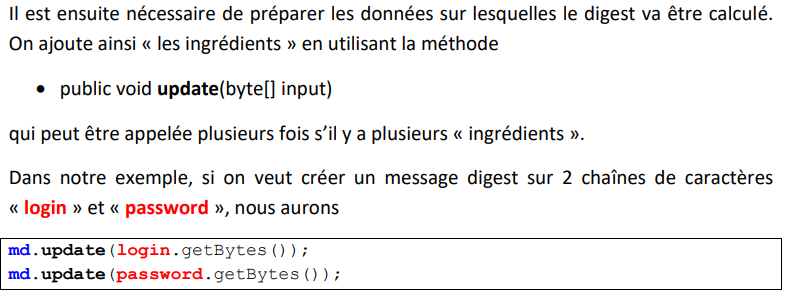 Il est ensuite nécessaire de préparer les données sur lesquelles le digest va être calculé.
On ajoute ainsi « les ingrédients » en utilisant la méthode
• public void update(byte[] input)
qui peut être appelée plusieurs fois s’il y a plusieurs « ingrédients ».
Dans notre exemple, si on veut créer un message digest sur 2 chaînes de caractères
« login » et « password », nous aurons
md.update(login.getBytes());
md.update(password.getBytes());